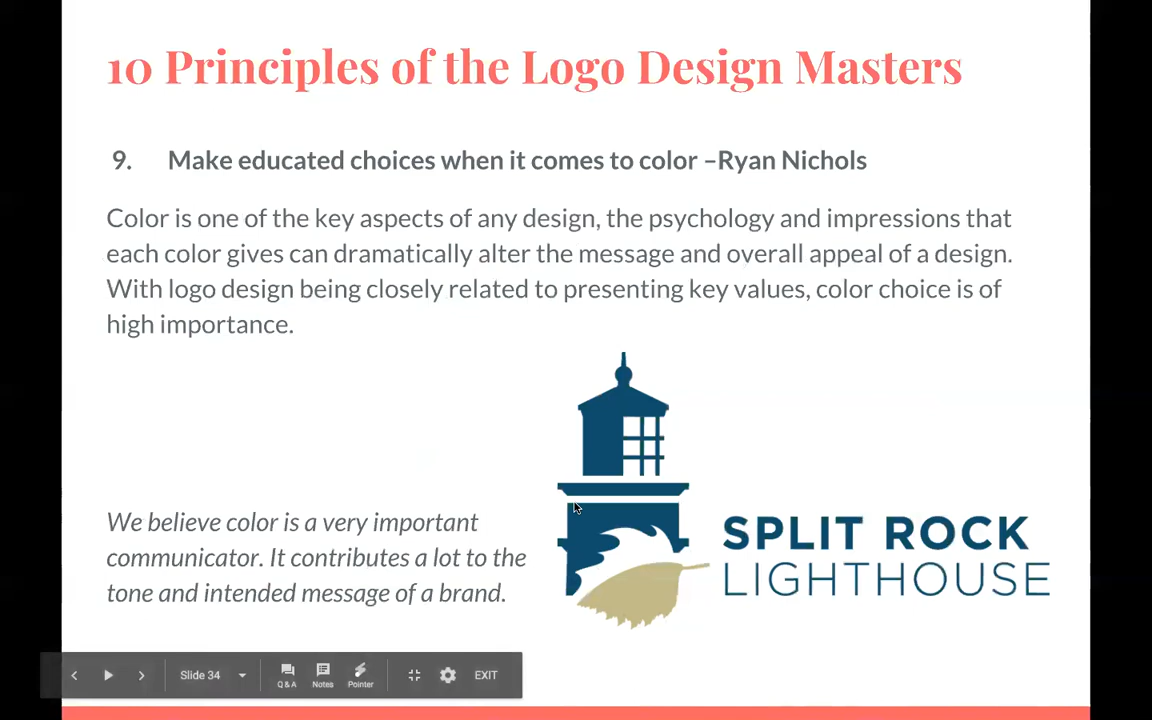 10 Principles of the Logo Design Masters
9. Make educated choices when it comes to color –Ryan Nichols
Color is one of the key aspects of any design, the psychology and impressions that
each color gives can dramatically alter the message and overall appeal of a design.
With logo design being closely related to presenting key values, color choice is of
high importance.
We believe color is a very important
communicator. It contributes a lot to the
tone and intended message of a brand.
SPLIT ROCK
LIGHTHOUSE
Slide 34
Q & A
Notes
Pointer
EXIT